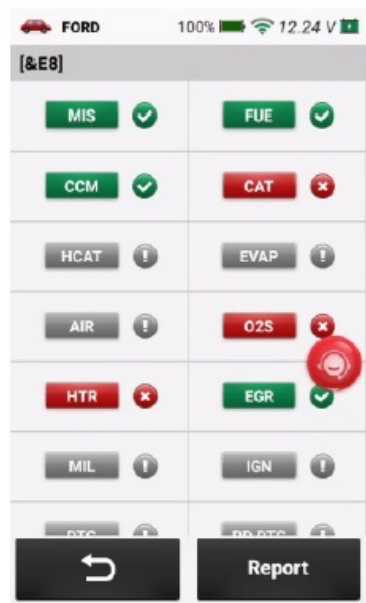 FORD 100% 12.24 V
[&E8]
MIS FUE
CCM CAT
HCAT EVAP
AIR O2S
HTR EGR
MIL IGN
Report